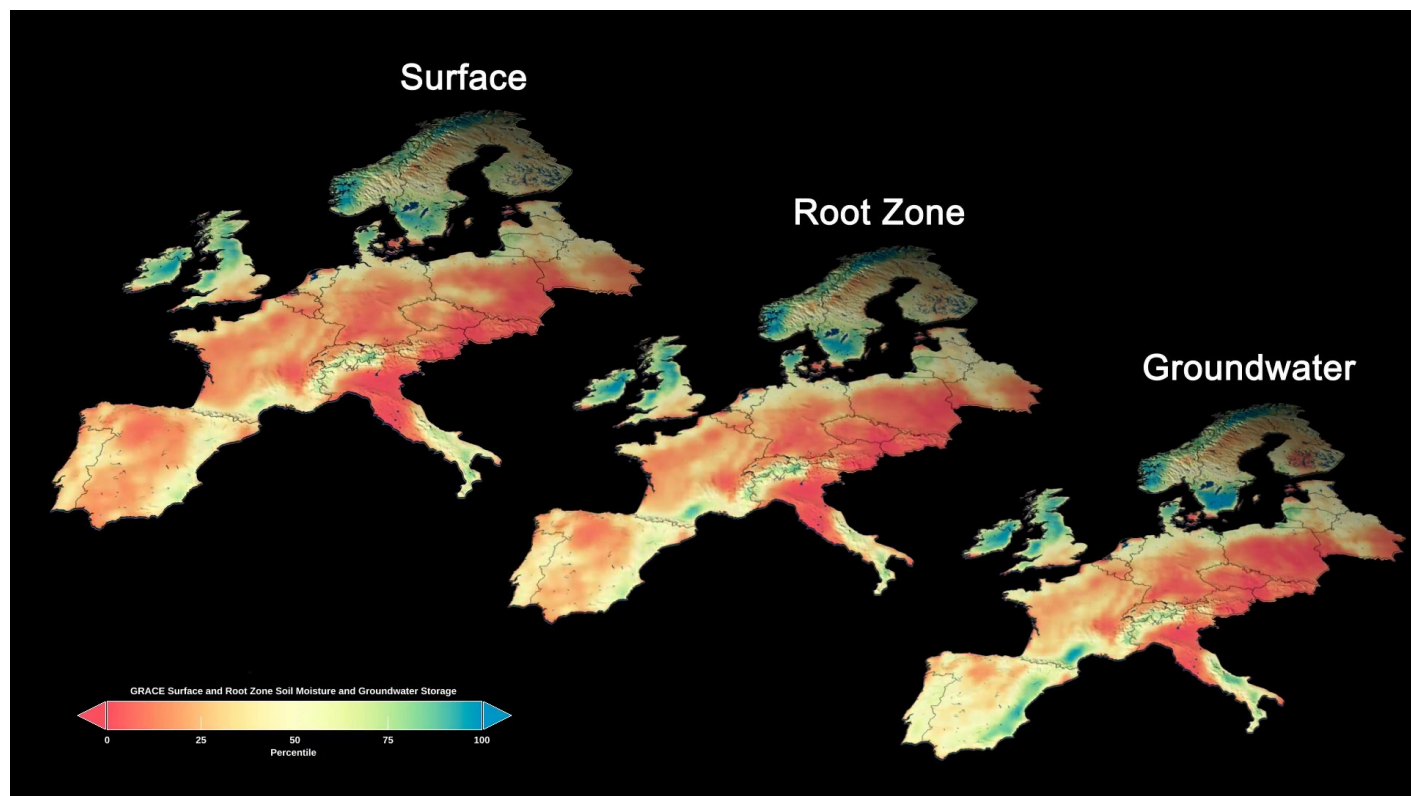 Surface
Root Zone
Groundwater
GRACE Surface and Root Zone Soil Moisture and Groundwater Storage
0 25 50 75 100
Percentile